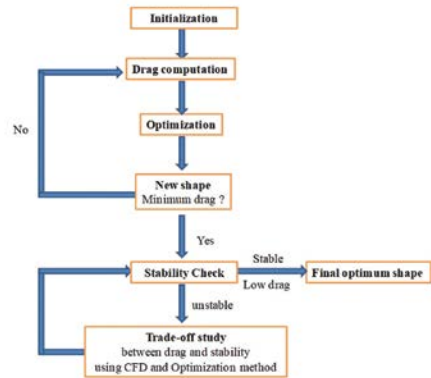 Initialization
Drag computation
No
Optimization
New shape
Minimum drag ?
Yes
Stability Check
Stable
Low drag
Final optimum shape
unstable
Trade-off study
between drag and stability
using CFD and Optimization method